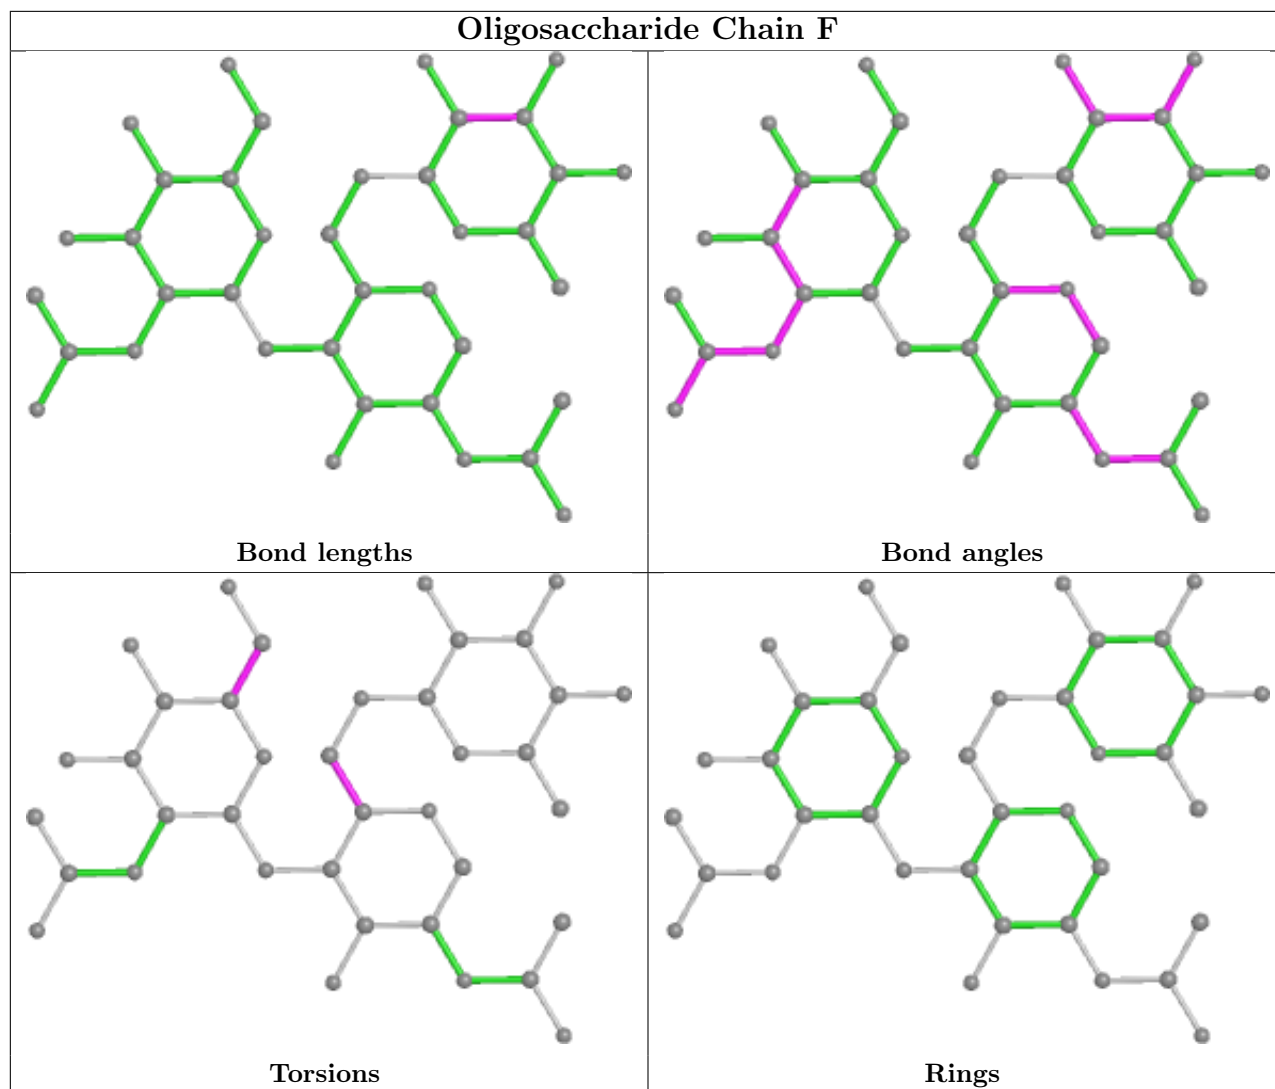 Oligosaccharide Chain F
Bond lengths
Bond angles
Torsions
Rings